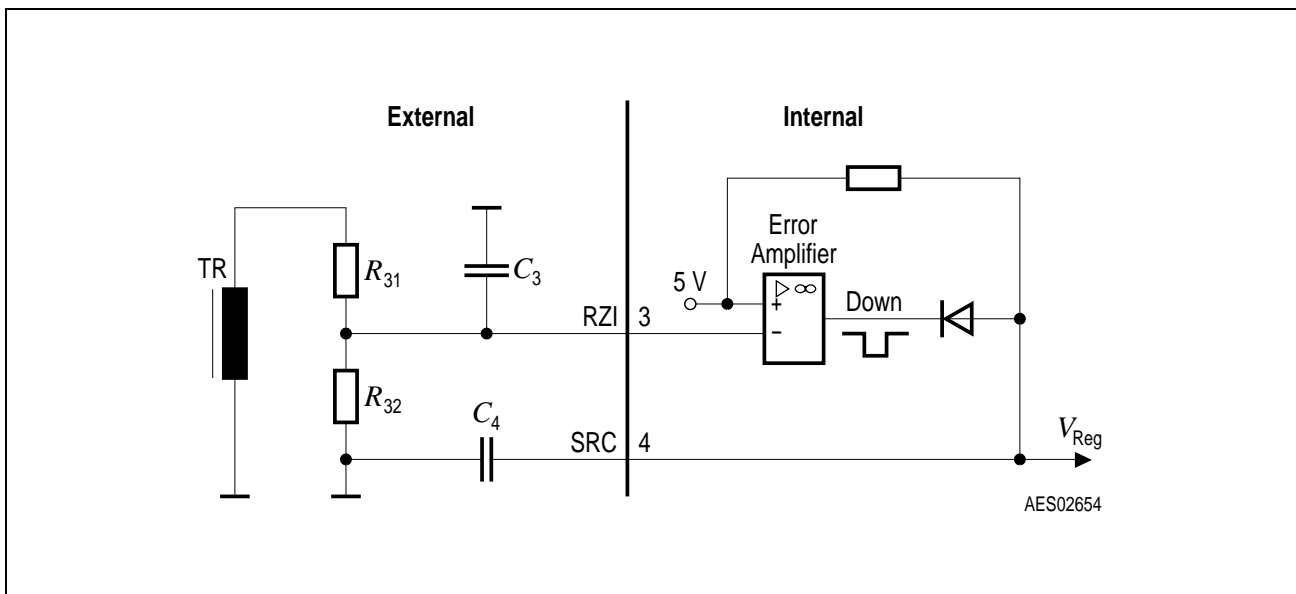 External
Internal
Error
Amplifier
TR
R31
C3
5 V
+
−
∞
Down
RZI
3
R32
C4
SRC
4
VReg
AES02654